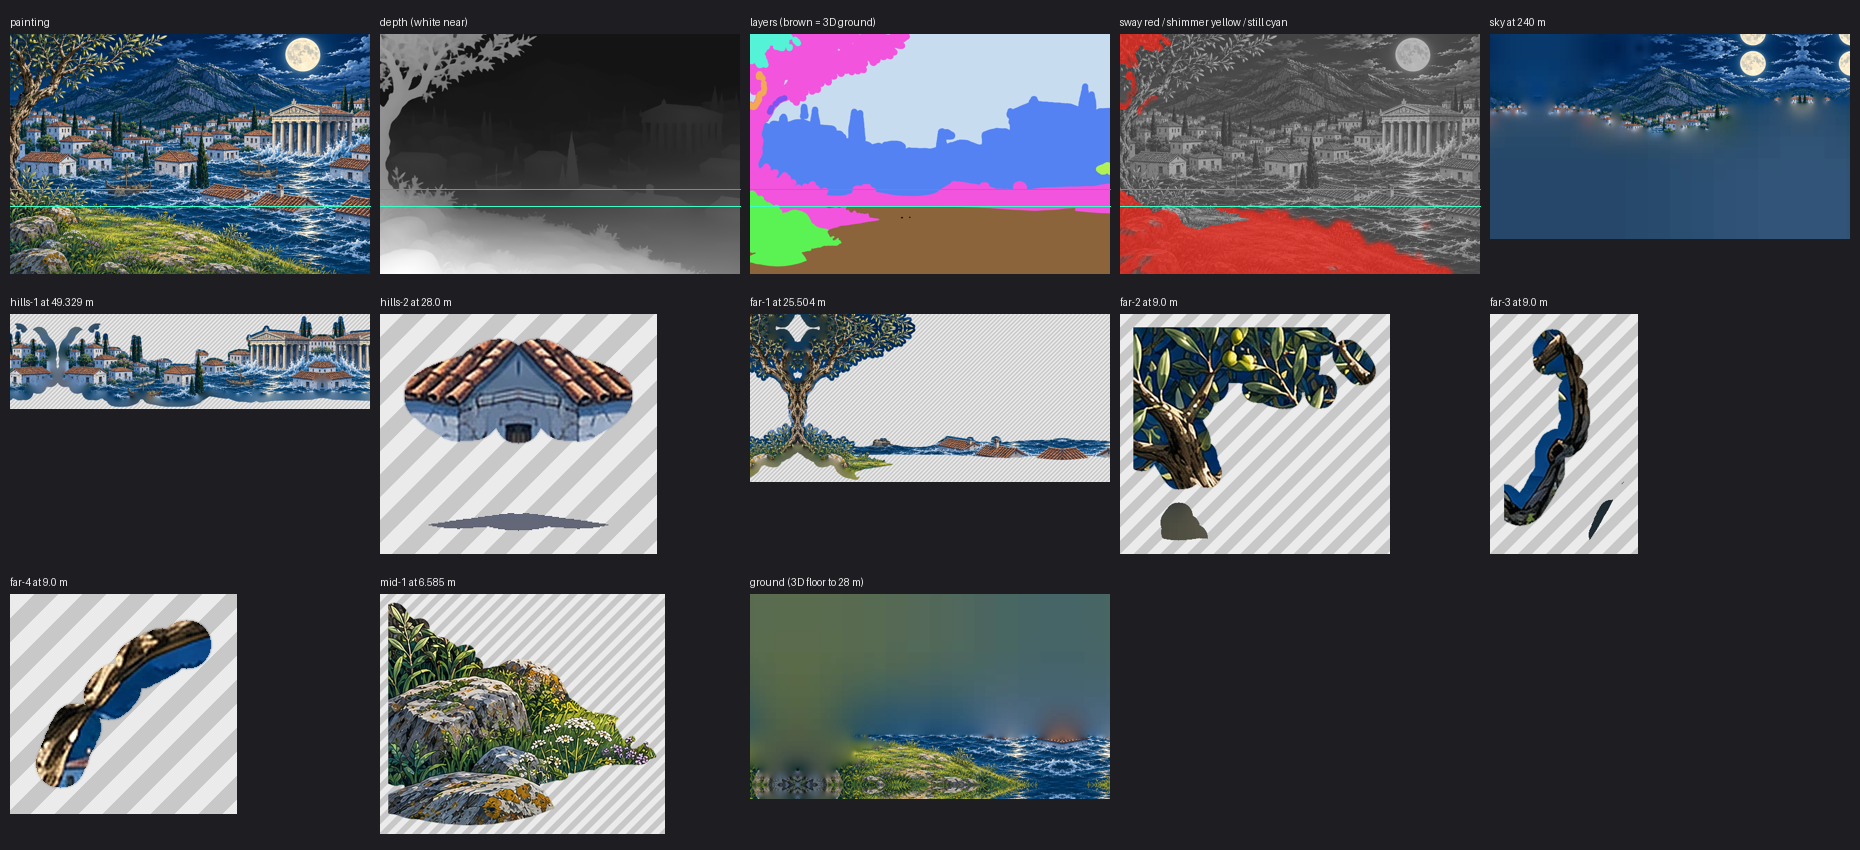 painting
depth (white near)
layers (brown = 3D ground)
sway red / shimmer yellow / still cyan
sky at 240 m
hills-1 at 49.329 m
hills-2 at 28.0 m
far-1 at 25.504 m
far-2 at 9.0 m
far-3 at 9.0 m
far-4 at 9.0 m
mid-1 at 6.585 m
ground (3D floor to 28 m)